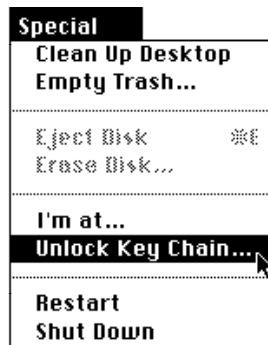 Special
Clean Up Desktop
Empty Trash...
Eject Disk ⌘E
Erase Disk...
I'm at...
Unlock Key Chain...
Restart
Shut Down